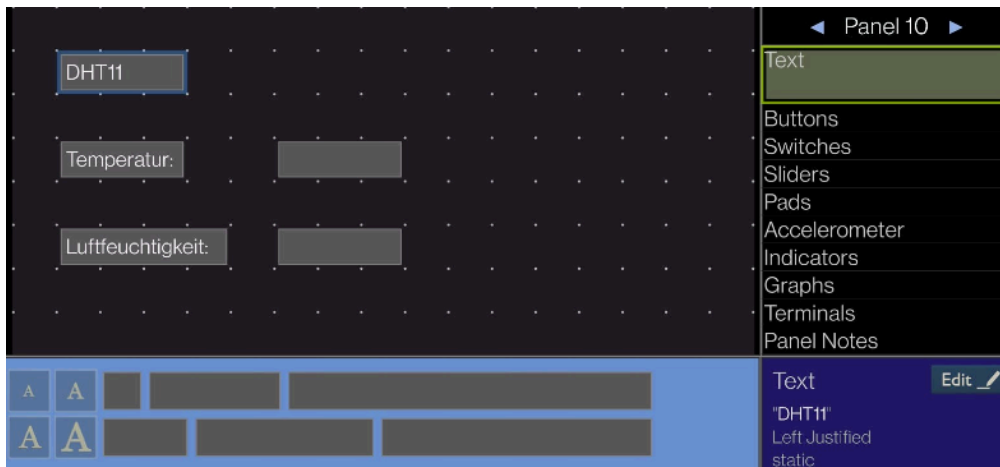 ◄ Panel 10 ►
DHT11
Temperatur:
Luftfeuchtigkeit:
Text
Buttons
Switches
Sliders
Pads
Accelerometer
Indicators
Graphs
Terminals
Panel Notes
A A
A A
Text
Edit
"DHT11"
Left Justified
static